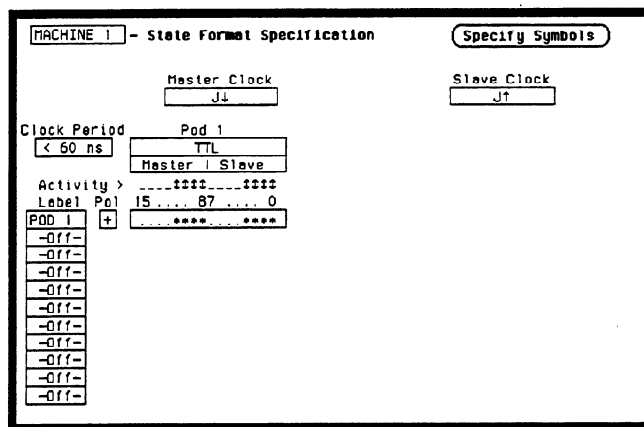 MACHINE 1 - State Format Specification Specify Symbols
Master Clock Slave Clock
J↓ J↑
Clock Period Pod 1
< 60 ns TTL
Master | Slave
Activity > ____↕↕↕↕____↕↕↕↕
Label Pol 15 .... 87 .... 0
POD 1 + ....****....****
-Off-
-Off-
-Off-
-Off-
-Off-
-Off-
-Off-
-Off-
-Off-
-Off-